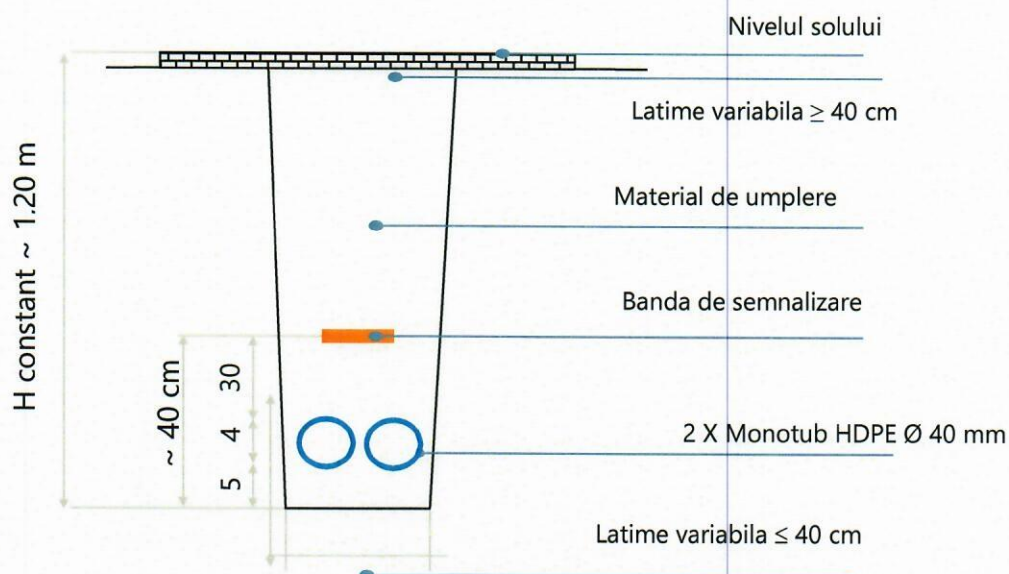 Nivelul solului
Latime variabila ≥ 40 cm
Material de umplere
Banda de semnalizare
2 X Monotub HDPE Ø 40 mm
Latime variabila ≤ 40 cm
H constant ~ 1.20 m
~ 40 cm
30
4
5